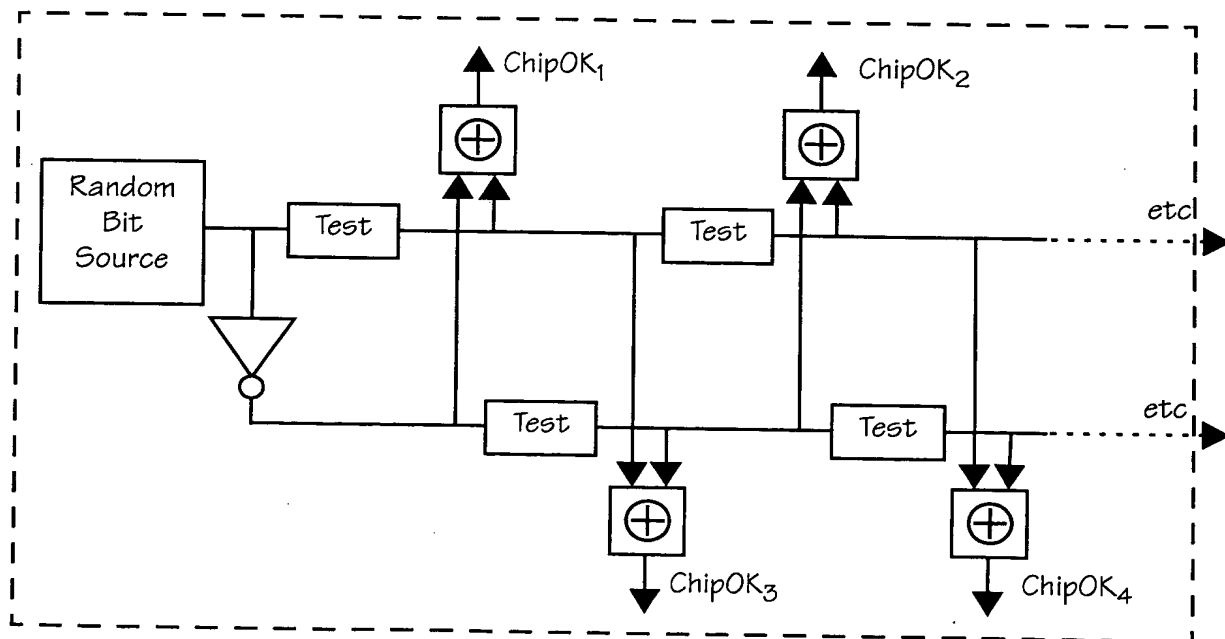 ChipOK₁
ChipOK₂
Random
Bit
Source
Test
Test
etc
Test
Test
etc
ChipOK₃
ChipOK₄